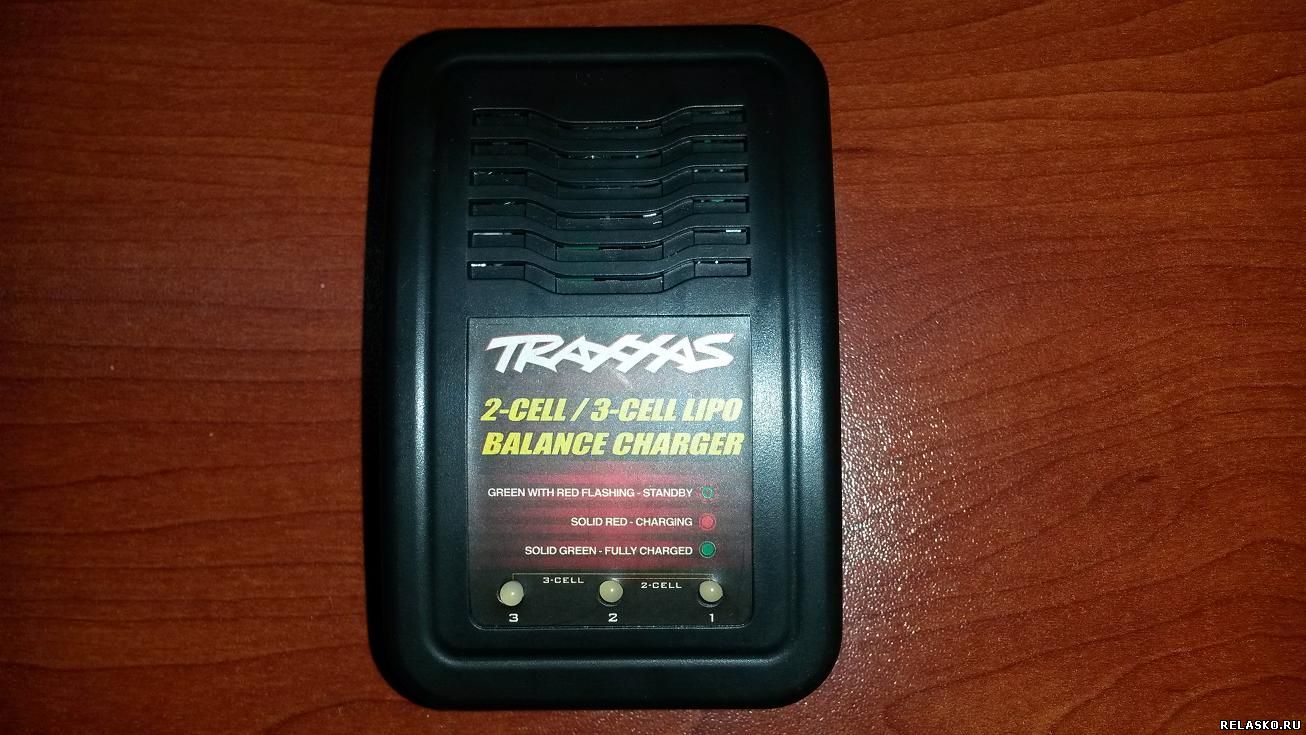 TRAXXAS
2-CELL / 3-CELL LIPO
BALANCE CHARGER
GREEN WITH RED FLASHING - STANDBY
SOLID RED - CHARGING
SOLID GREEN - FULLY CHARGED
3-CELL 2-CELL
3 2 1
RELASKO.RU